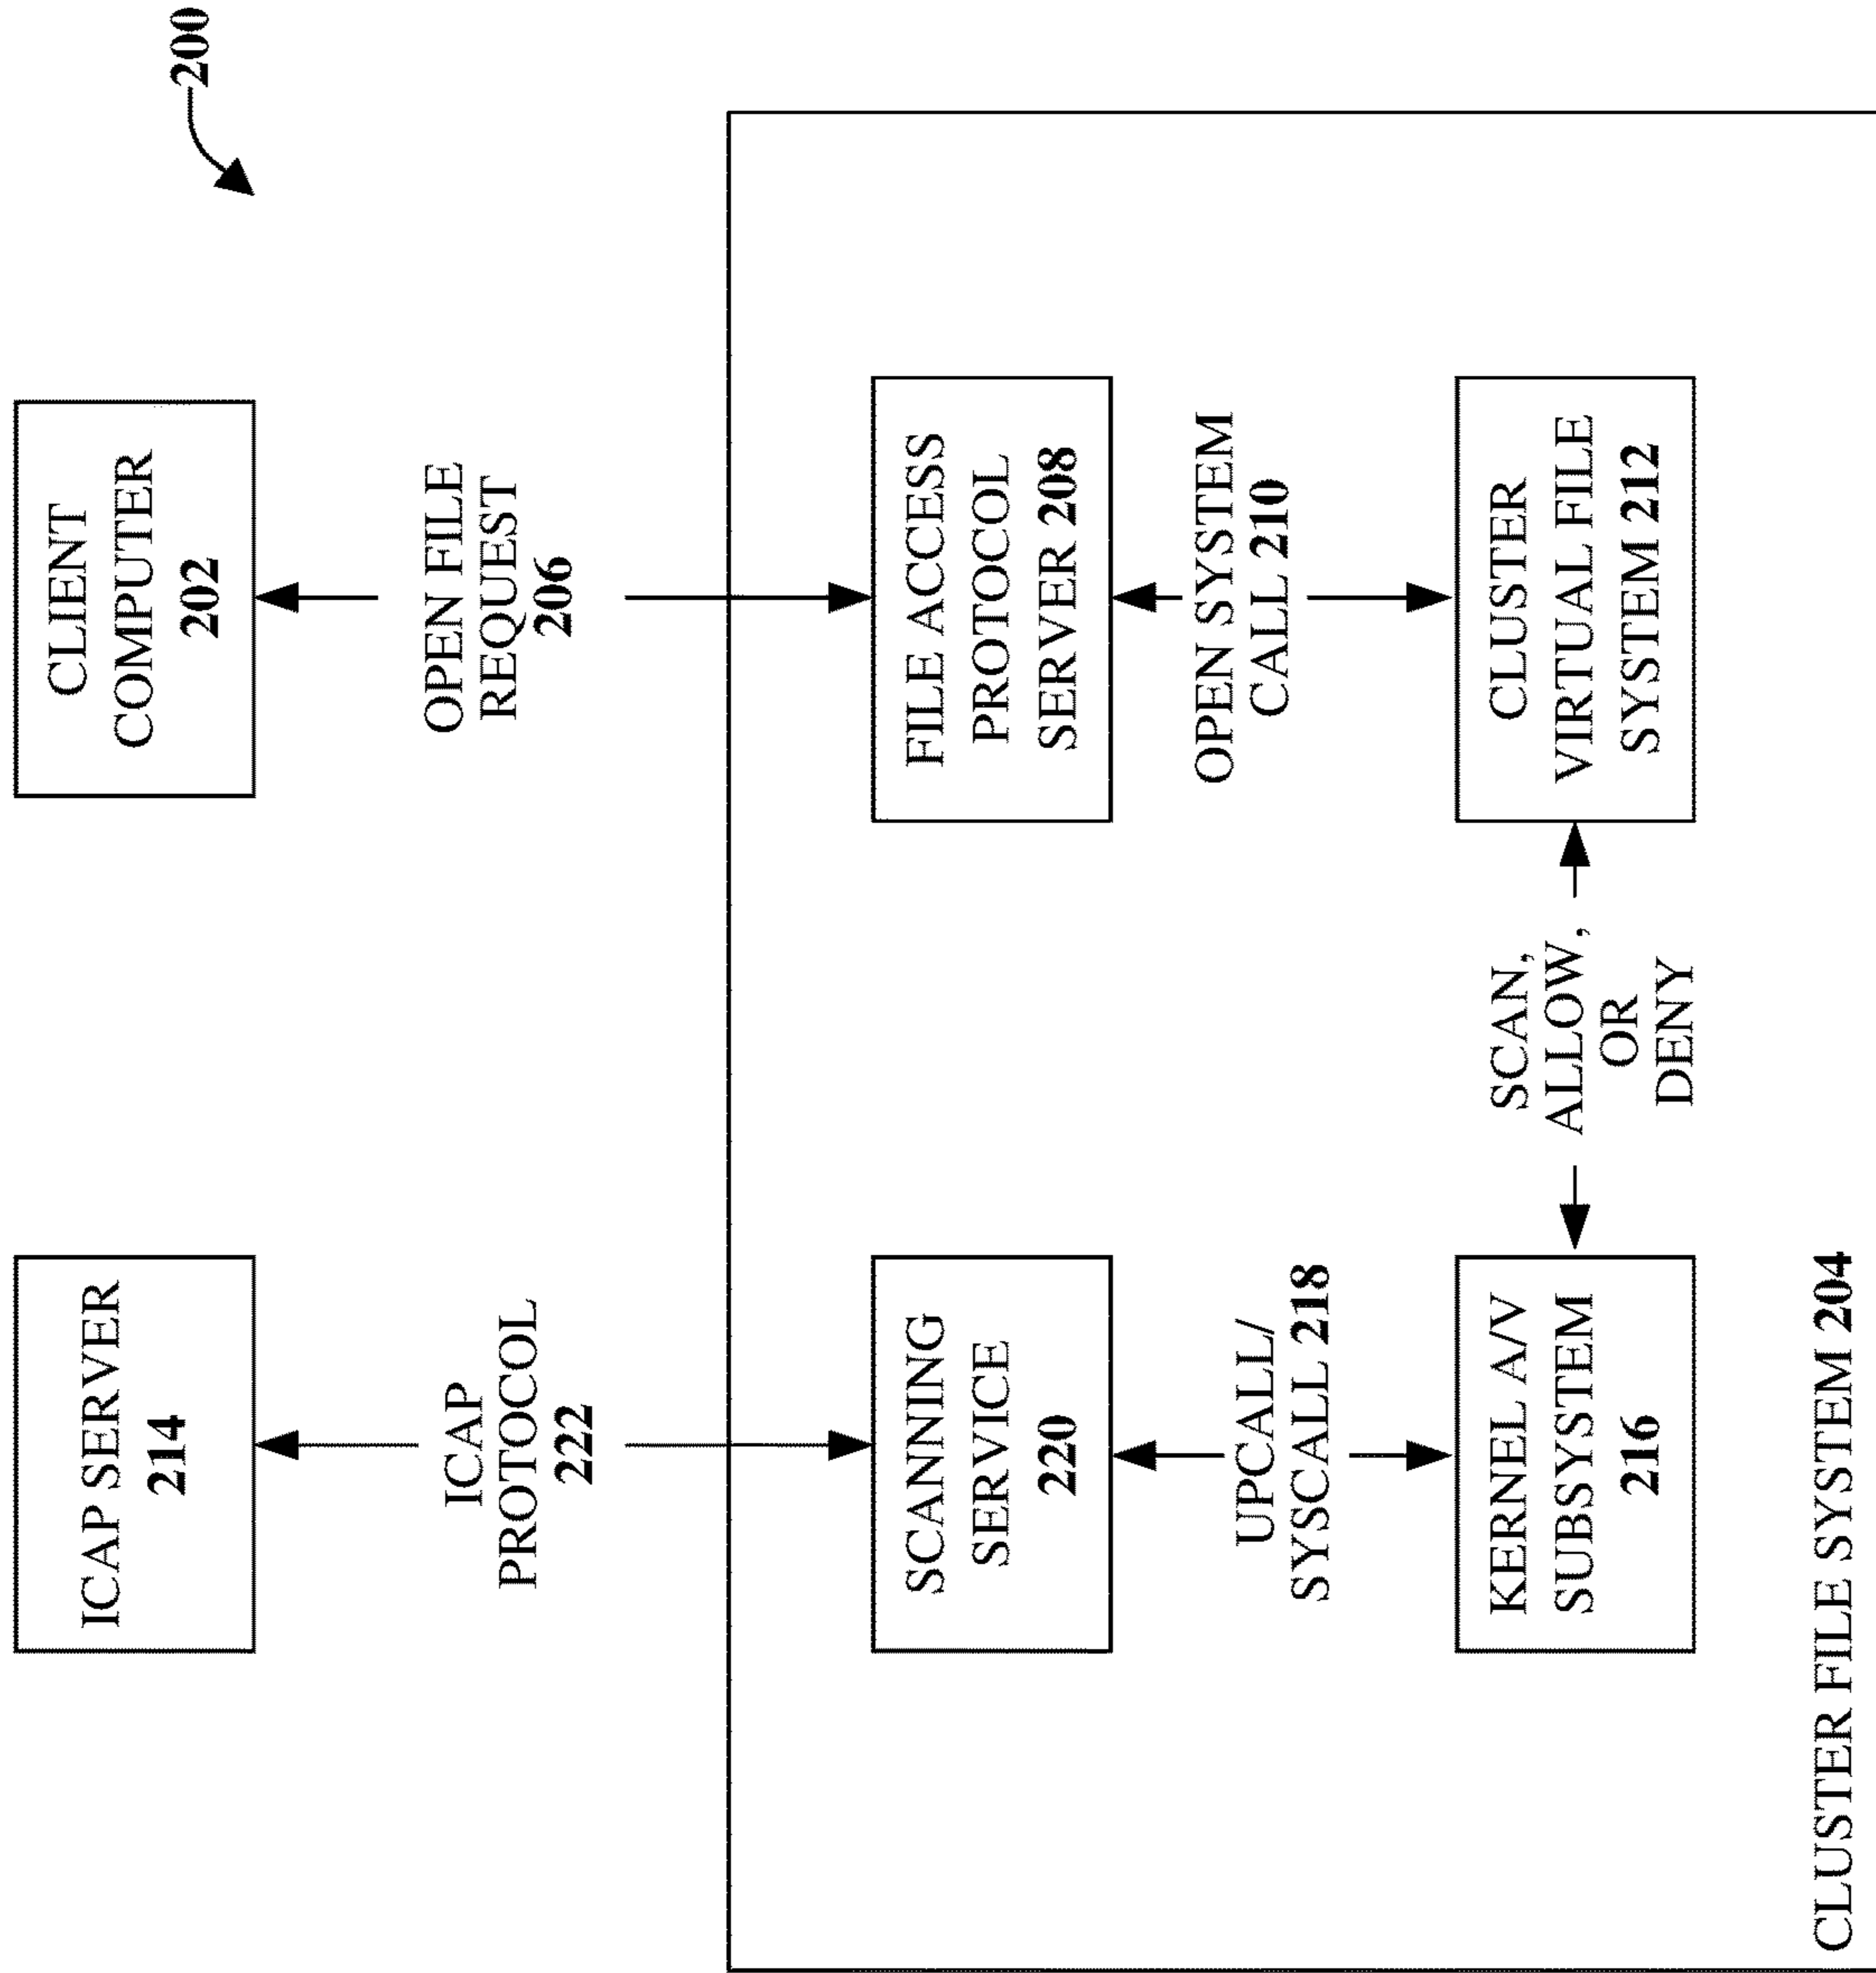 200
CLIENT
COMPUTER
202
OPEN FILE
REQUEST
206
FILE ACCESS
PROTOCOL
SERVER 208
OPEN SYSTEM
CALL 210
CLUSTER
VIRTUAL FILE
SYSTEM 212
SCAN,
ALLOW,
OR
DENY
ICAP SERVER
214
ICAP
PROTOCOL
222
SCANNING
SERVICE
220
UPCALL/
SYSCALL 218
KERNEL A/V
SUBSYSTEM
216
CLUSTER FILE SYSTEM 204